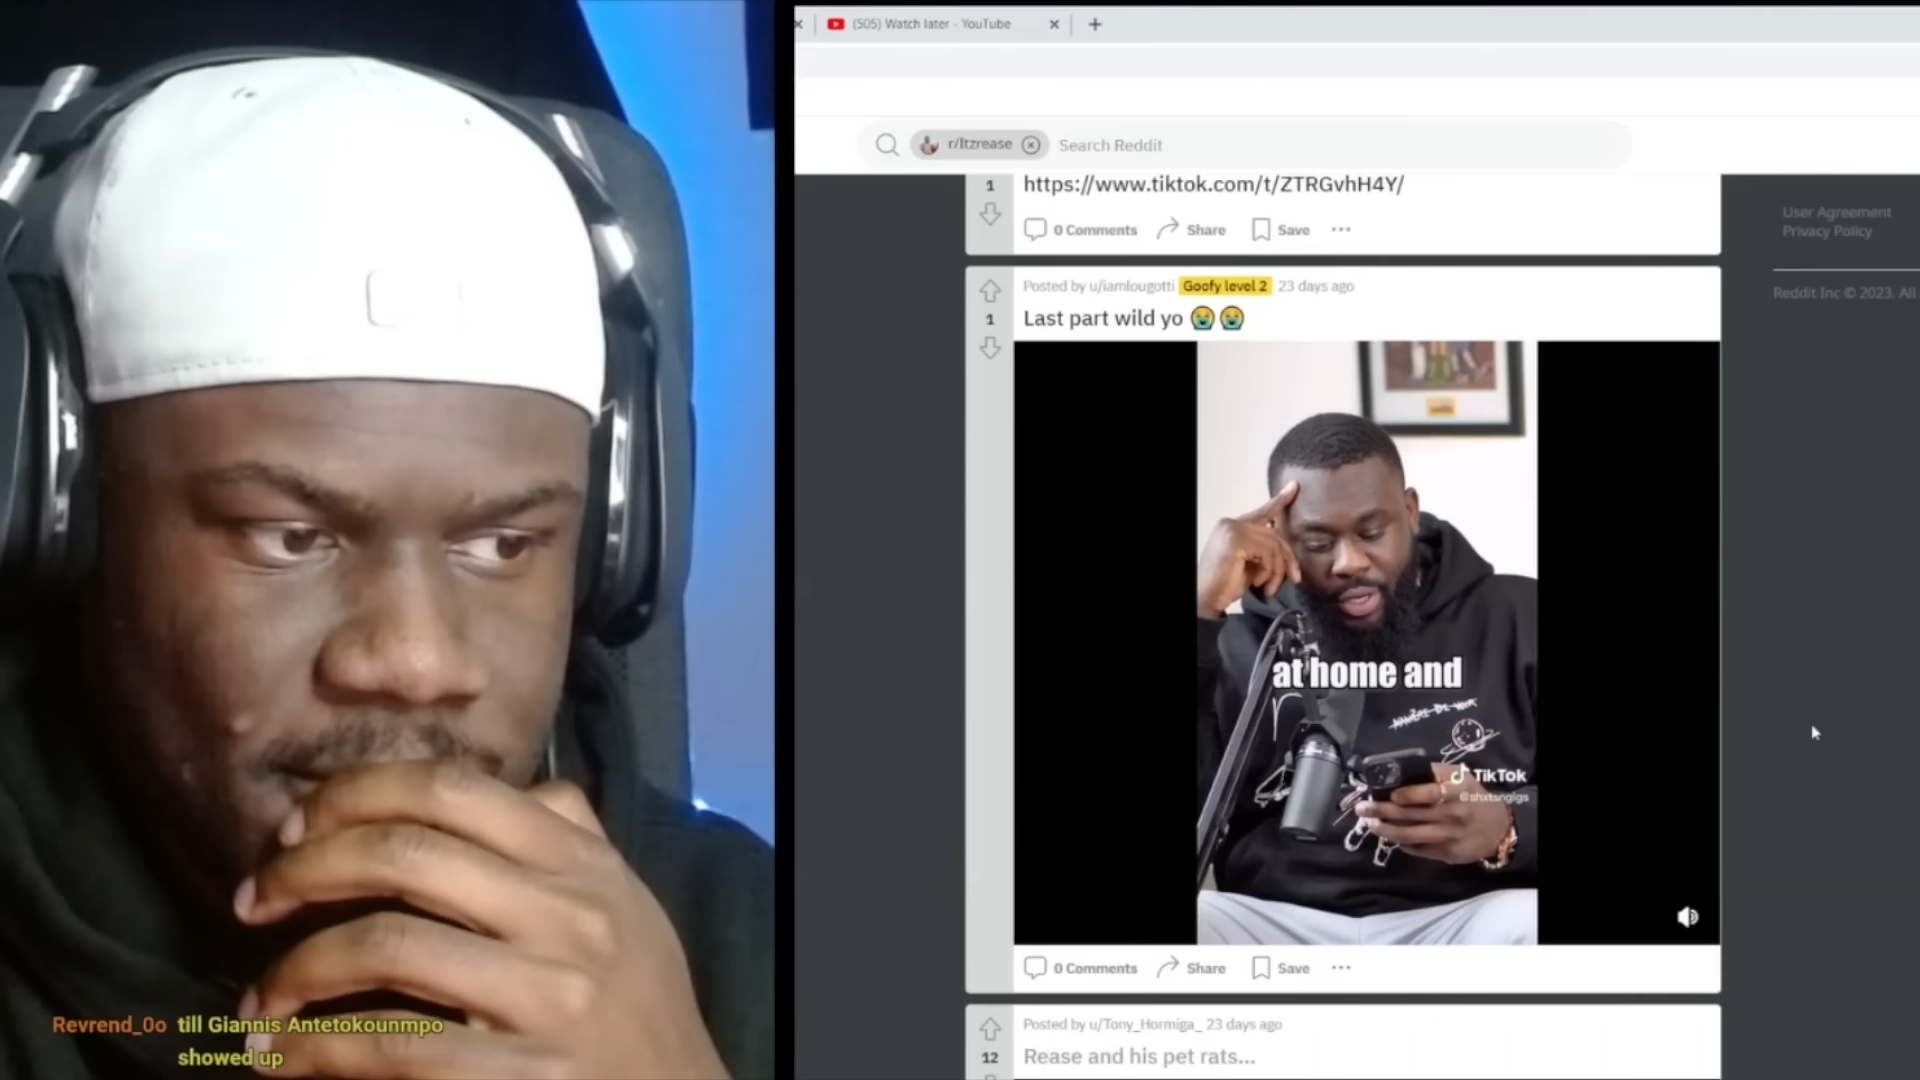 (505) Watch later - YouTube
r/Itzrease
Search Reddit
1
https://www.tiktok.com/t/ZTRGvhH4Y/
0 Comments
Share
Save
User Agreement
Privacy Policy
Reddit Inc © 2023. All
Posted by u/iamlougotti
Goofy level 2
23 days ago
1
Last part wild yo 😭😭
at home and
TikTok
@shxtsngigs
0 Comments
Share
Save
Posted by u/Tony_Hormiga_ 23 days ago
12
Rease and his pet rats...
Revrend_0o till Giannis Antetokounmpo
showed up